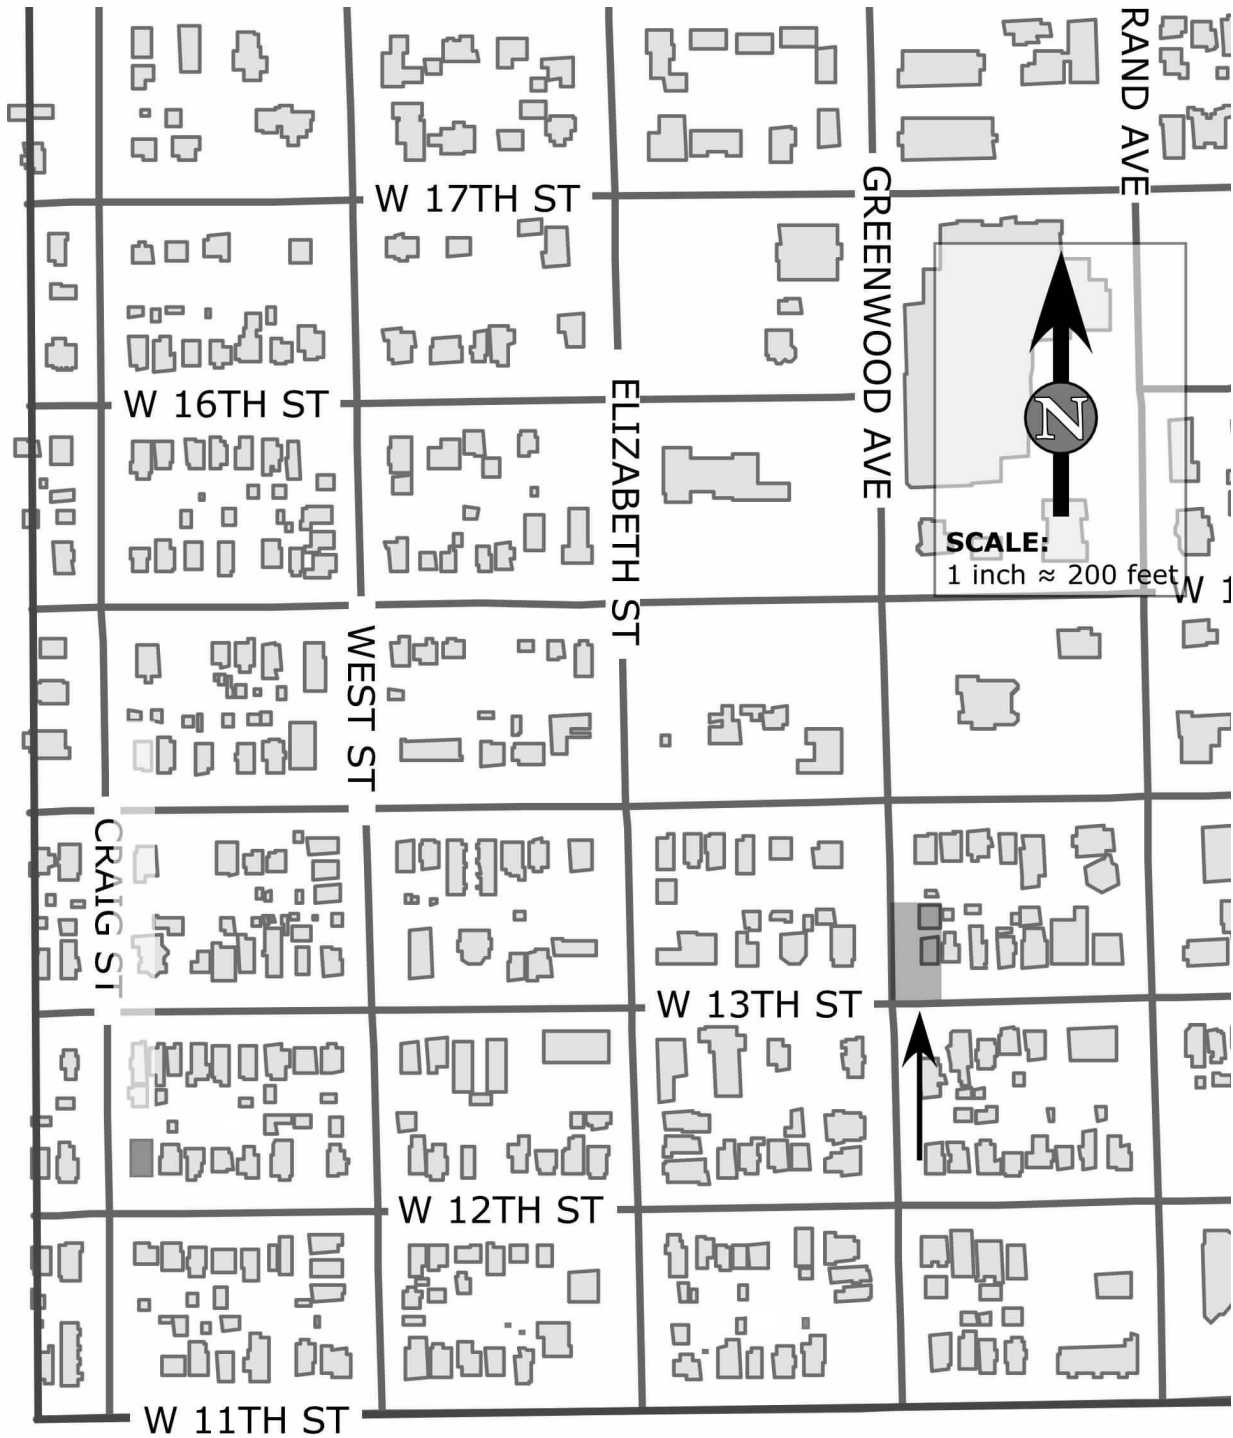 RAND AVE
W 17TH ST
GREENWOOD AVE
W 16TH ST
ELIZABETH ST
N
SCALE:
1 inch ≈ 200 feet
W 1
WEST ST
CRAIG ST
W 13TH ST
W 12TH ST
W 11TH ST